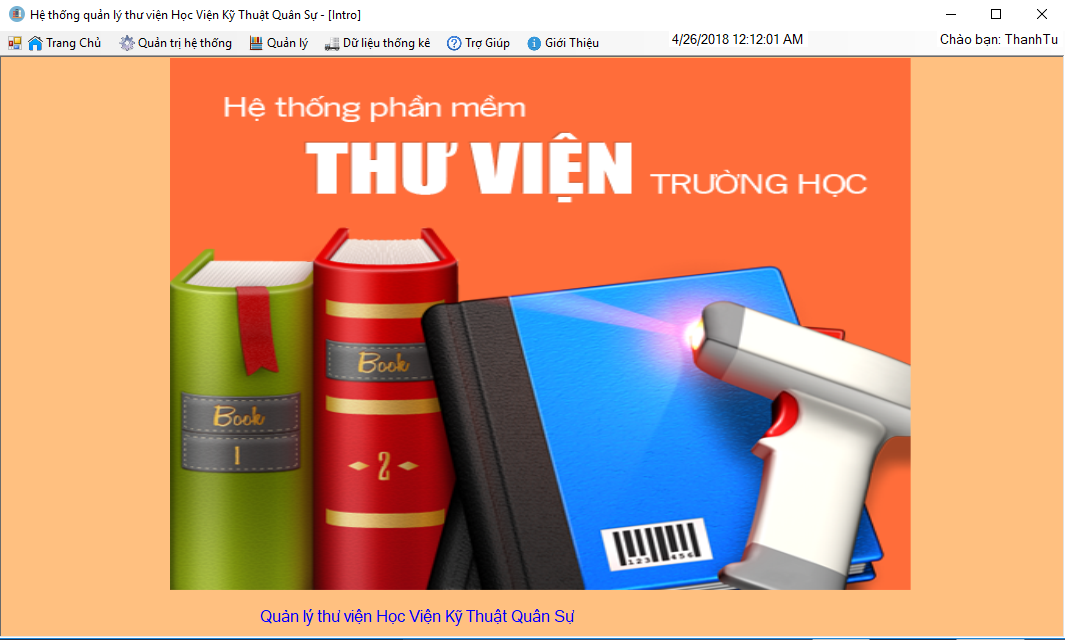 Hệ thống quản lý thư viện Học Viện Kỹ Thuật Quân Sự - [Intro]
Trang Chủ Quản trị hệ thống Quản lý Dữ liệu thống kê Trợ Giúp Giới Thiệu 4/26/2018 12:12:01 AM Chào bạn: ThanhTu
Hệ thống phần mềm
THƯ VIỆN TRƯỜNG HỌC
Book
Book
1
2
123 456
Quản lý thư viện Học Viện Kỹ Thuật Quân Sự